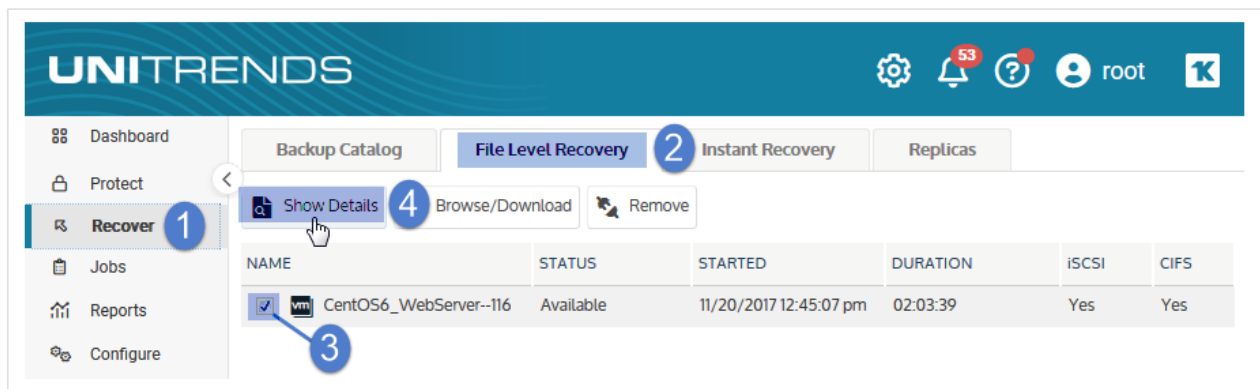 UNITRENDS
53
root
Dashboard
Protect
Recover 1
Jobs
Reports
Configure
Backup Catalog File Level Recovery 2 Instant Recovery Replicas
Show Details 4 Browse/Download Remove
NAME STATUS STARTED DURATION iSCSI CIFS
vm CentOS6_WebServer--116 Available 11/20/2017 12:45:07 pm 02:03:39 Yes Yes
3